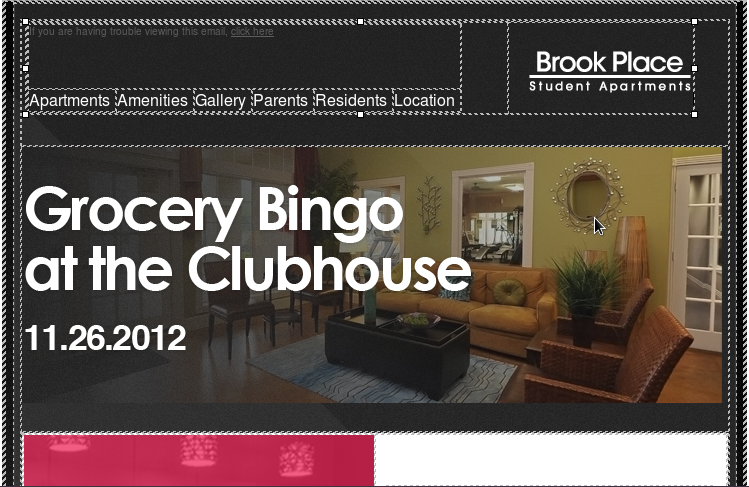 If you are having trouble viewing this email, click here
Brook Place
Student Apartments
Apartments Amenities Gallery Parents Residents Location
Grocery Bingo
at the Clubhouse
11.26.2012